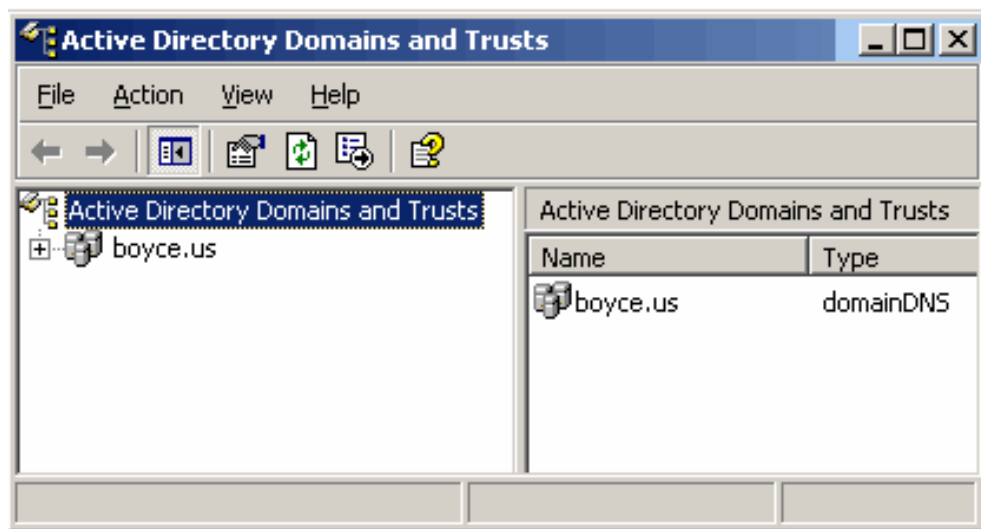 Active Directory Domains and Trusts
File Action View Help
Active Directory Domains and Trusts
boyce.us
Active Directory Domains and Trusts
Name Type
boyce.us domainDNS